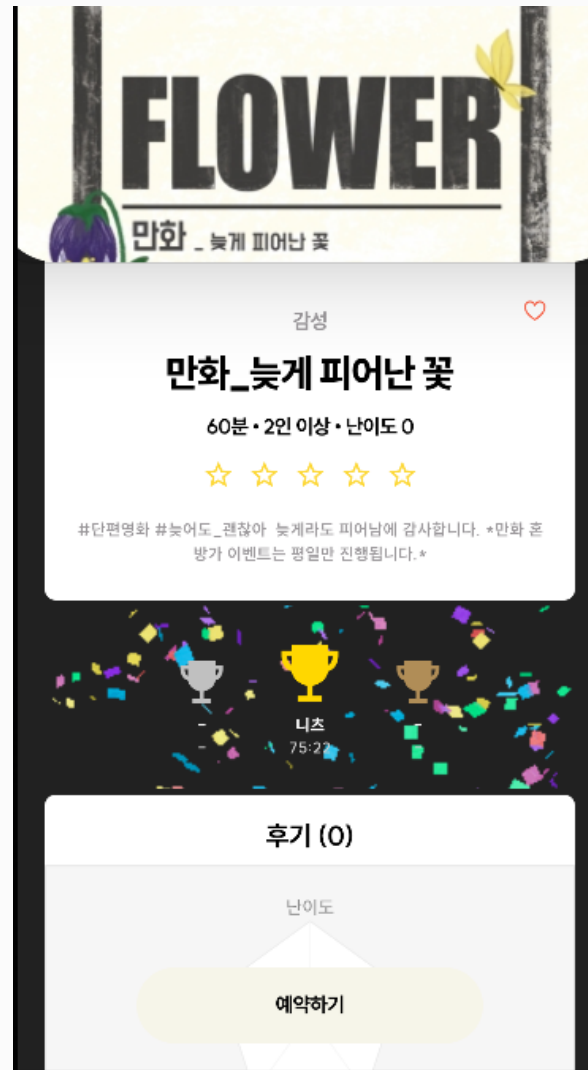 FLOWER
만화 _ 늦게 피어난 꽃
감성
만화_늦게 피어난 꽃
60분 • 2인 이상 • 난이도 0
#단편영화 #늦어도_괜찮아 늦게라도 피어남에 감사합니다. *만화 혼
방가 이벤트는 평일만 진행됩니다.*
- 니츠 -
- 75:22
후기 (0)
난이도
예약하기